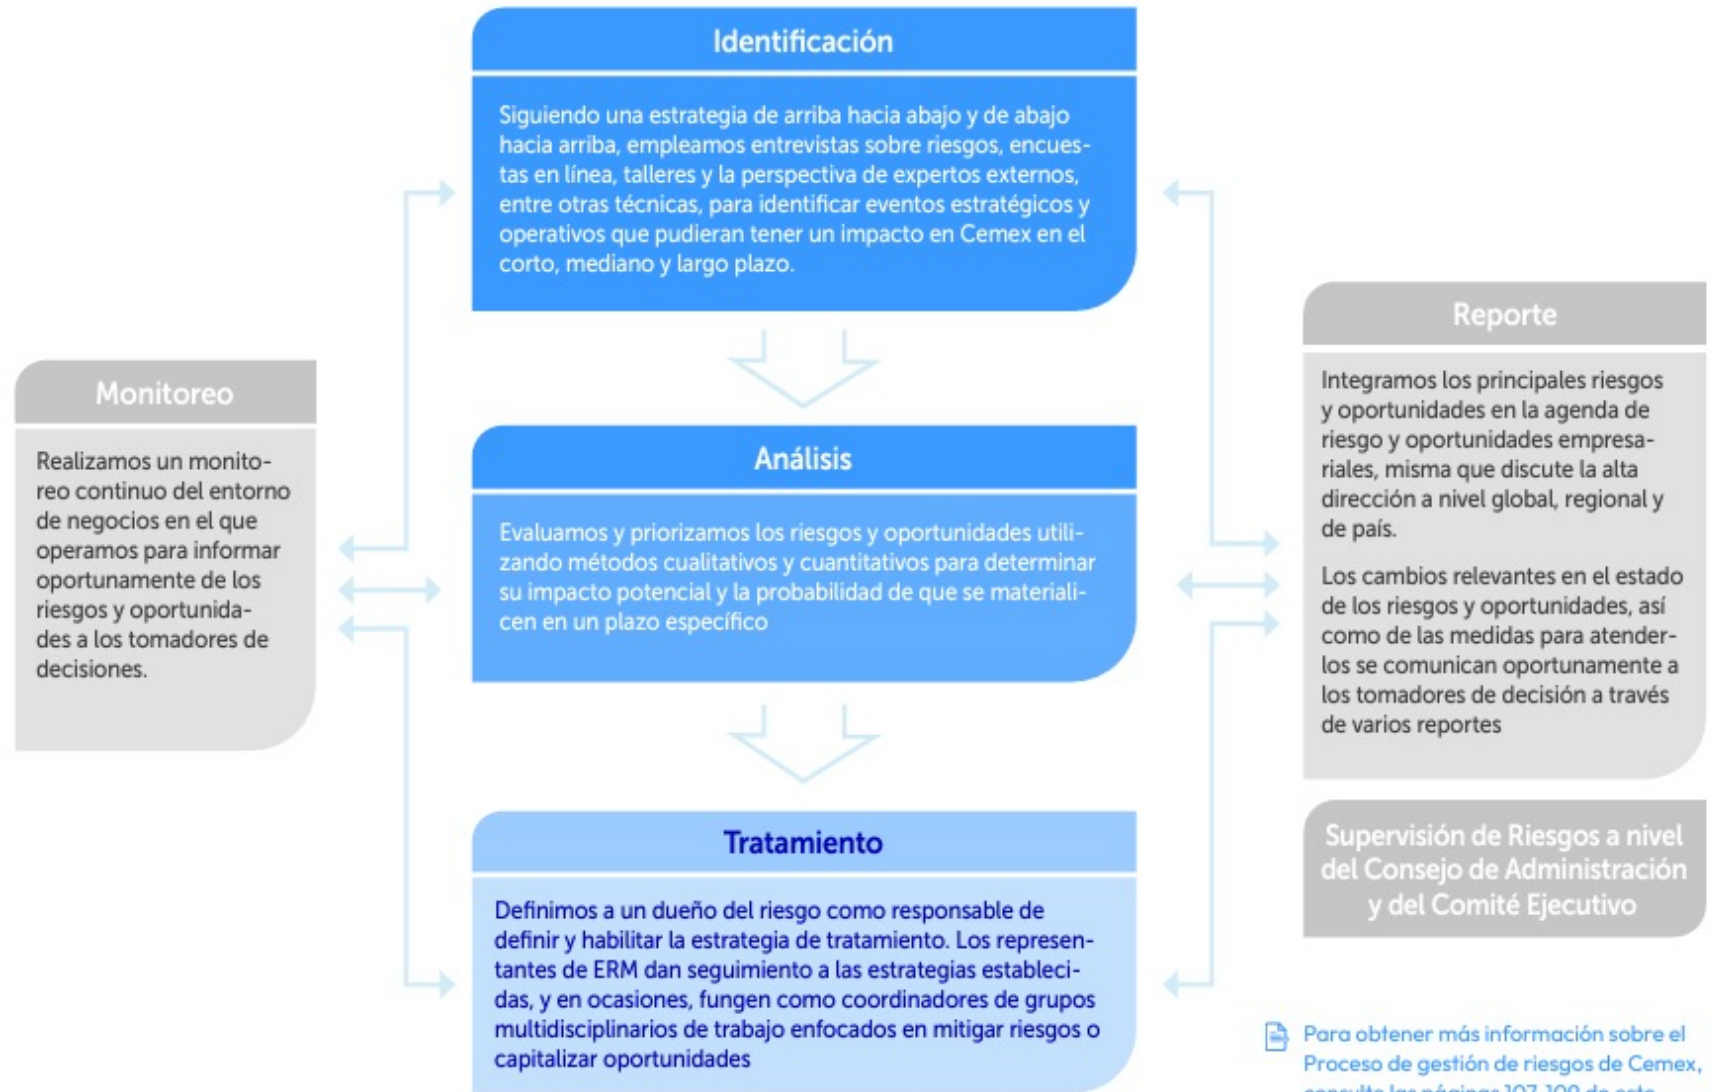 Identificación
Siguiendo una estrategia de arriba hacia abajo y de abajo
hacia arriba, empleamos entrevistas sobre riesgos, encues-
tas en línea, talleres y la perspectiva de expertos externos,
entre otras técnicas, para identificar eventos estratégicos y
operativos que pudieran tener un impacto en Cemex en el
corto, mediano y largo plazo.
Monitoreo
Realizamos un monito-
reo continuo del entorno
de negocios en el que
operamos para informar
oportunamente de los
riesgos y oportunida-
des a los tomadores de
decisiones.
Análisis
Evaluamos y priorizamos los riesgos y oportunidades utili-
zando métodos cualitativos y cuantitativos para determinar
su impacto potencial y la probabilidad de que se materiali-
cen en un plazo específico
Tratamiento
Definimos a un dueño del riesgo como responsable de
definir y habilitar la estrategia de tratamiento. Los represen-
tantes de ERM dan seguimiento a las estrategias estableci-
das, y en ocasiones, fungen como coordinadores de grupos
multidisciplinarios de trabajo enfocados en mitigar riesgos o
capitalizar oportunidades
Reporte
Integramos los principales riesgos
y oportunidades en la agenda de
riesgo y oportunidades empresa-
riales, misma que discute la alta
dirección a nivel global, regional y
de país.
Los cambios relevantes en el estado
de los riesgos y oportunidades, así
como de las medidas para atender-
los se comunican oportunamente a
los tomadores de decisión a través
de varios reportes
Supervisión de Riesgos a nivel
del Consejo de Administración
y del Comité Ejecutivo
Para obtener más información sobre el
Proceso de gestión de riesgos de Cemex,
consulte las páginas 107-109 de este